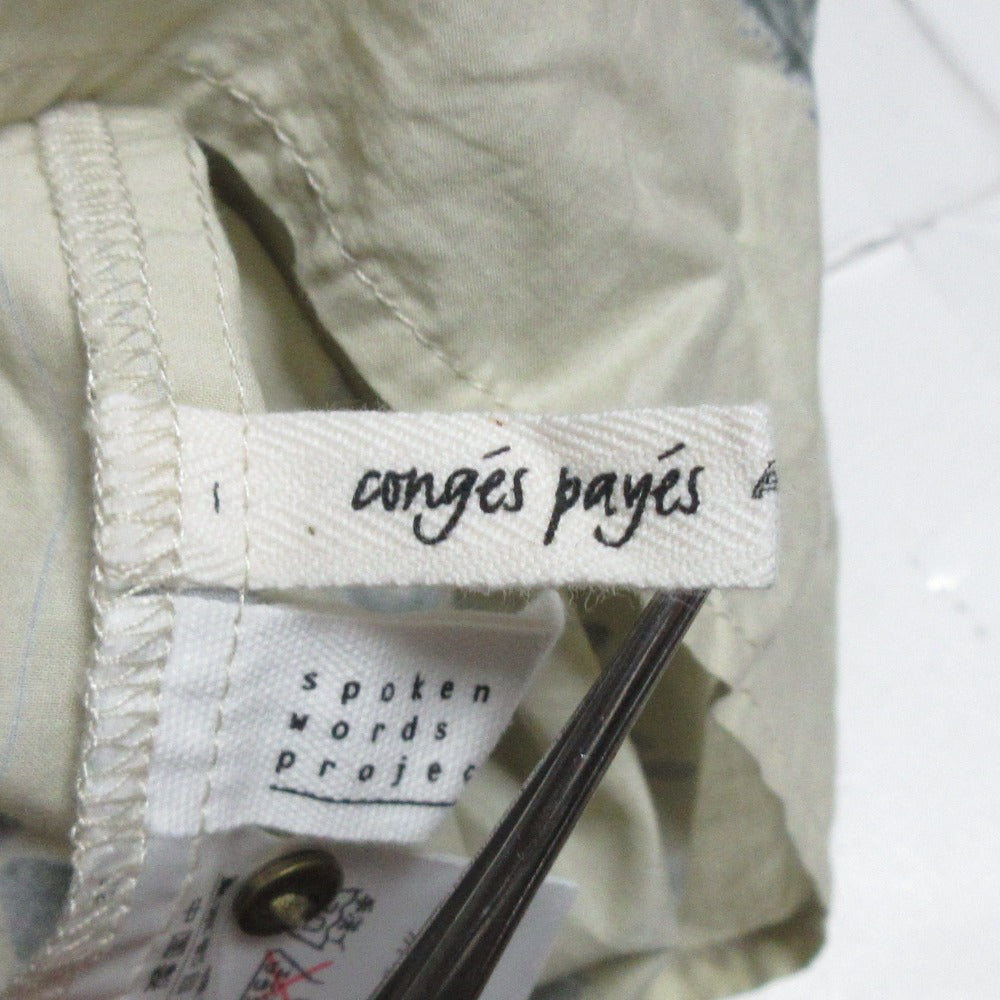 congés payés
spoken
words
projec